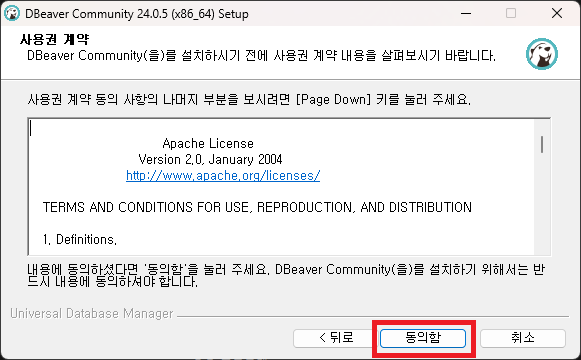 DBeaver Community 24.0.5 (x86_64) Setup
사용권 계약
DBeaver Community(을)를 설치하시기 전에 사용권 계약 내용을 살펴보시기 바랍니다.
사용권 계약 동의 사항의 나머지 부분을 보시려면 [Page Down] 키를 눌러 주세요.
Apache License
Version 2.0, January 2004
http://www.apache.org/licenses/
TERMS AND CONDITIONS FOR USE, REPRODUCTION, AND DISTRIBUTION
1. Definitions.
내용에 동의하셨다면 '동의함'을 눌러 주세요. DBeaver Community(을)를 설치하기 위해서는 반
드시 내용에 동의하셔야 합니다.
Universal Database Manager
< 뒤로 동의함 취소